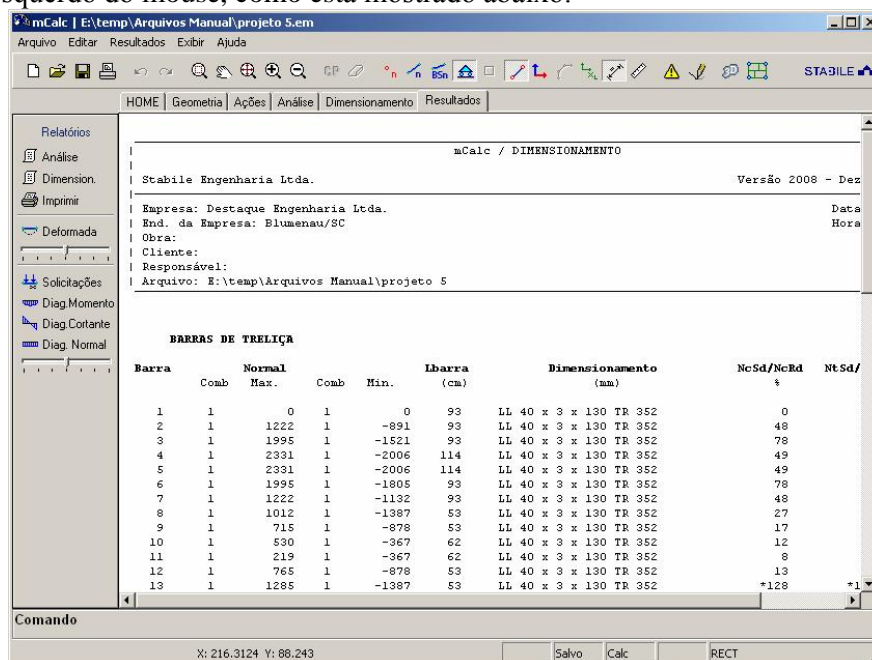 squerdo do mouse, como está mostrado abaixo:
mCalc | E:\temp\Arquivos Manual\projeto 5.em
Arquivo Editar Resultados Exibir Ajuda
GP n n BSn STABILE
HOME Geometria Ações Análise Dimensionamento Resultados
Relatórios
Análise
Dimension.
Imprimir
Deformada
Solicitações
Diag.Momento
Diag.Cortante
Diag. Normal
mCalc / DIMENSIONAMENTO
Stabile Engenharia Ltda. Versão 2008 - Dez
Empresa: Destaque Engenharia Ltda. Data
End. da Empresa: Blumenau/SC Hora
Obra:
Cliente:
Responsável:
Arquivo: E:\temp\Arquivos Manual\projeto 5
BARRAS DE TRELIÇA
Barra Normal Lbarra Dimensionamento NcSd/NcRd NtSd/
Comb Max. Comb Min. (cm) (mm) %
1 1 0 1 0 93 LL 40 x 3 x 130 TR 352 0
2 1 1222 1 -891 93 LL 40 x 3 x 130 TR 352 48
3 1 1995 1 -1521 93 LL 40 x 3 x 130 TR 352 78
4 1 2331 1 -2006 114 LL 40 x 3 x 130 TR 352 49
5 1 2331 1 -2006 114 LL 40 x 3 x 130 TR 352 49
6 1 1995 1 -1805 93 LL 40 x 3 x 130 TR 352 78
7 1 1222 1 -1132 93 LL 40 x 3 x 130 TR 352 48
8 1 1012 1 -1387 53 LL 40 x 3 x 130 TR 352 27
9 1 715 1 -878 53 LL 40 x 3 x 130 TR 352 17
10 1 530 1 -367 62 LL 40 x 3 x 130 TR 352 12
11 1 219 1 -367 62 LL 40 x 3 x 130 TR 352 8
12 1 765 1 -878 53 LL 40 x 3 x 130 TR 352 13
13 1 1285 1 -1387 53 LL 40 x 3 x 130 TR 352 *128 *1
Comando
X: 216.3124 Y: 88.243 Salvo Calc RECT